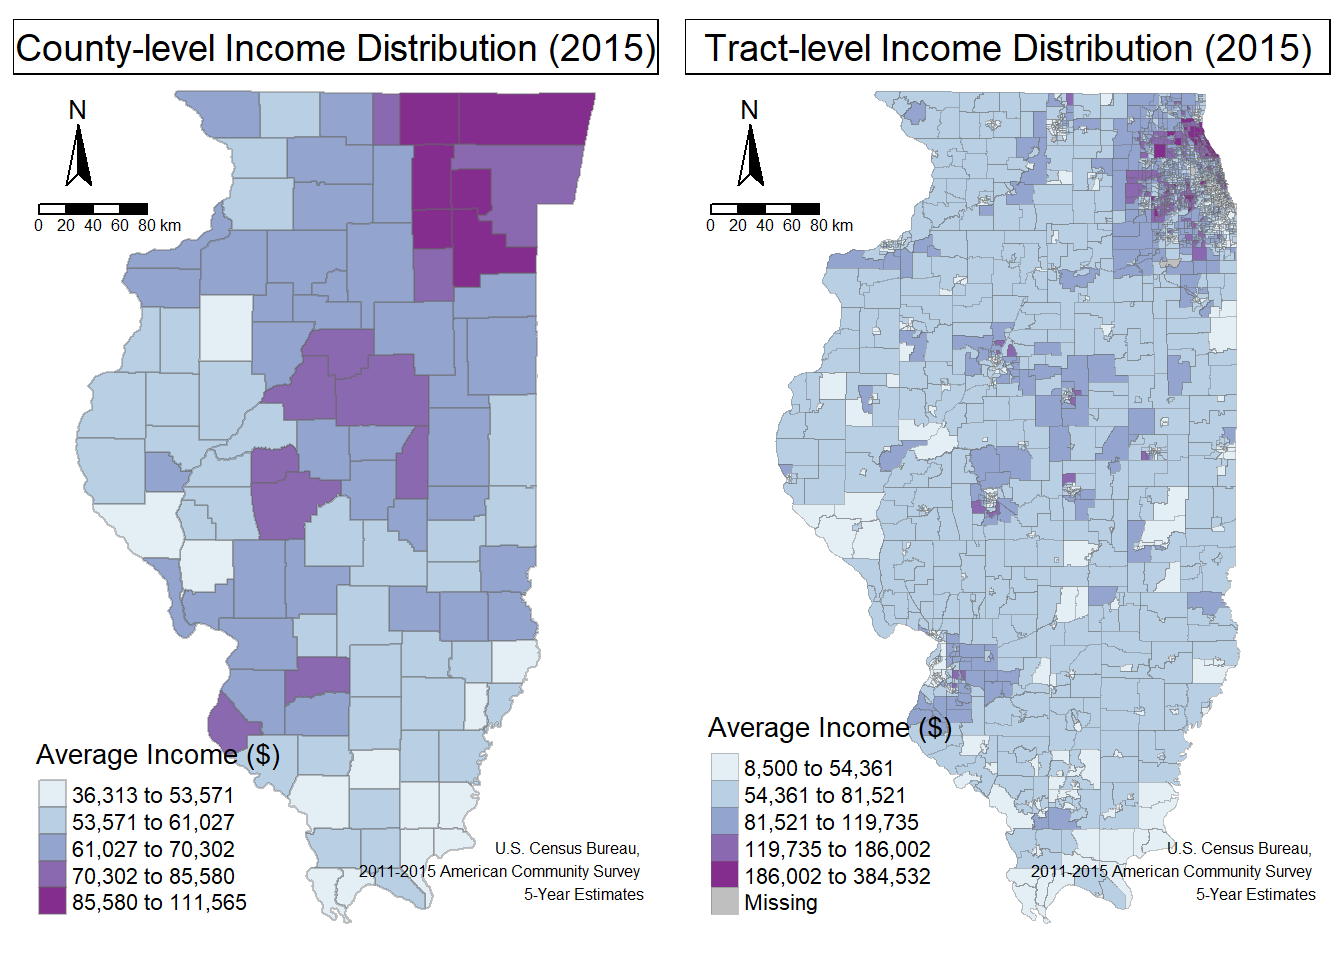 County-level Income Distribution (2015)
N
0 20 40 60 80 km
Average Income ($)
36,313 to 53,571
53,571 to 61,027
61,027 to 70,302
70,302 to 85,580
85,580 to 111,565
U.S. Census Bureau,
2011-2015 American Community Survey
5-Year Estimates
Tract-level Income Distribution (2015)
N
0 20 40 60 80 km
Average Income ($)
8,500 to 54,361
54,361 to 81,521
81,521 to 119,735
119,735 to 186,002
186,002 to 384,532
Missing
U.S. Census Bureau,
2011-2015 American Community Survey
5-Year Estimates